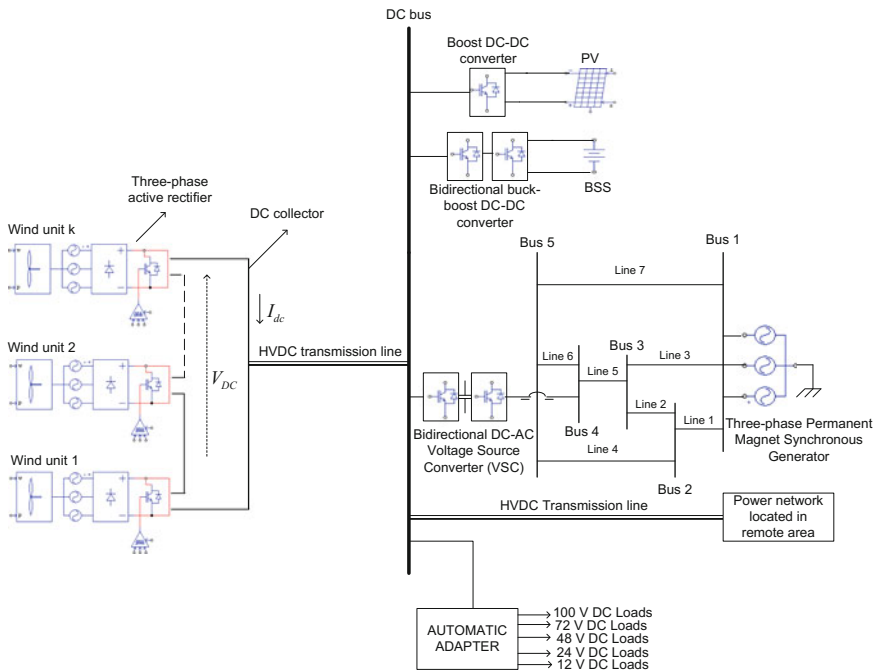 DC bus
Boost DC-DC
converter
PV
Bidirectional buck-
boost DC-DC
converter
BSS
Three-phase
active rectifier
DC collector
Wind unit k
Wind unit 2
Wind unit 1
I_dc
V_DC
HVDC transmission line
Bus 5
Bus 1
Line 7
Bus 3
Line 6
Line 3
Line 5
Line 2
Line 1
Bus 4
Line 4
Bus 2
Bidirectional DC-AC
Voltage Source
Converter (VSC)
Three-phase Permanent
Magnet Synchronous
Generator
HVDC Transmission line
Power network
located in
remote area
AUTOMATIC
ADAPTER
100 V DC Loads
72 V DC Loads
48 V DC Loads
24 V DC Loads
12 V DC Loads